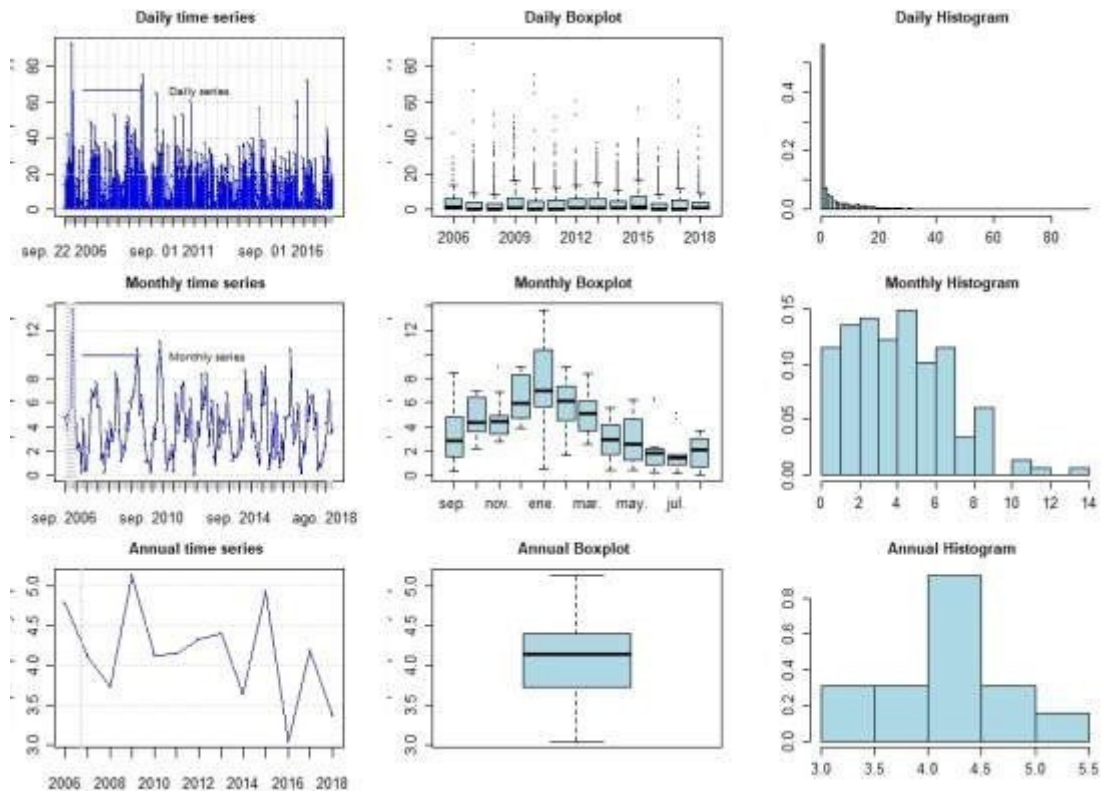 Daily time series
80
60
40
20
0
Daily series
sep. 22 2006 sep. 01 2011 sep. 01 2016
Daily Boxplot
80
60
40
20
0
2006 2009 2012 2015 2018
Daily Histogram
0.4
0.2
0.0
0 20 40 60 80
Monthly time series
12
8
6
4
2
0
Monthly series
sep. 2006 sep. 2010 sep. 2014 ago. 2018
Monthly Boxplot
12
8
6
4
2
0
sep. nov. ene. mar. may. jul.
Monthly Histogram
0.15
0.10
0.05
0.00
0 2 4 6 8 10 12 14
Annual time series
5.0
4.5
4.0
3.5
3.0
2006 2008 2010 2012 2014 2016 2018
Annual Boxplot
5.0
4.5
4.0
3.5
3.0
Annual Histogram
0.8
0.6
0.4
0.2
0.0
3.0 3.5 4.0 4.5 5.0 5.5